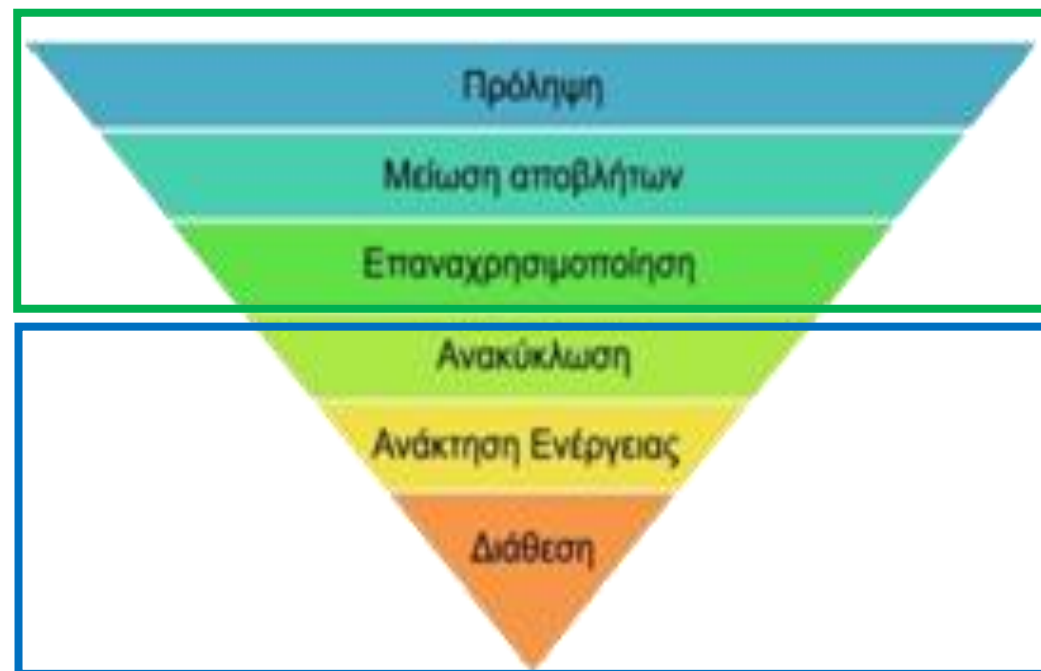 Πρόληψη
Μείωση αποβλήτων
Επαναχρησιμοποίηση
Ανακύκλωση
Ανάκτηση Ενέργειας
Διάθεση